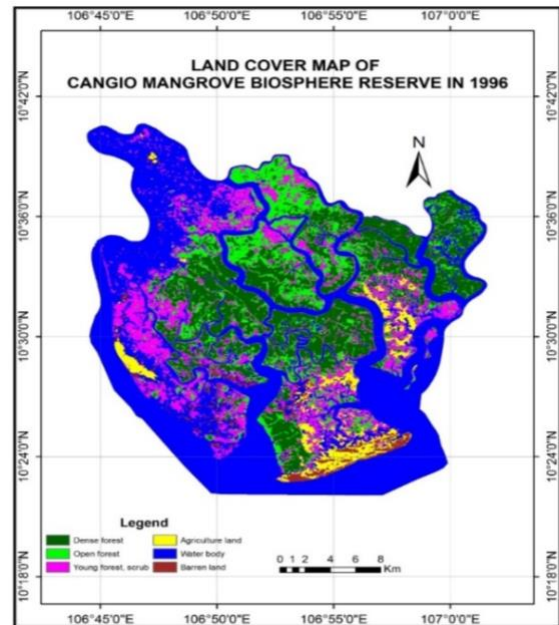 106°45'0"E 106°50'0"E 106°55'0"E 107°0'0"E
LAND COVER MAP OF
CANGIO MANGROVE BIOSPHERE RESERVE IN 1996
10°42'0"N 10°42'0"N
N
10°36'0"N 10°36'0"N
10°30'0"N 10°30'0"N
10°24'0"N 10°24'0"N
Legend
Dense forest Agriculture land
Open forest Water body
Young forest, scrub Barren land
0 1 2 4 6 8
Km
10°18'0"N 10°18'0"N
106°45'0"E 106°50'0"E 106°55'0"E 107°0'0"E